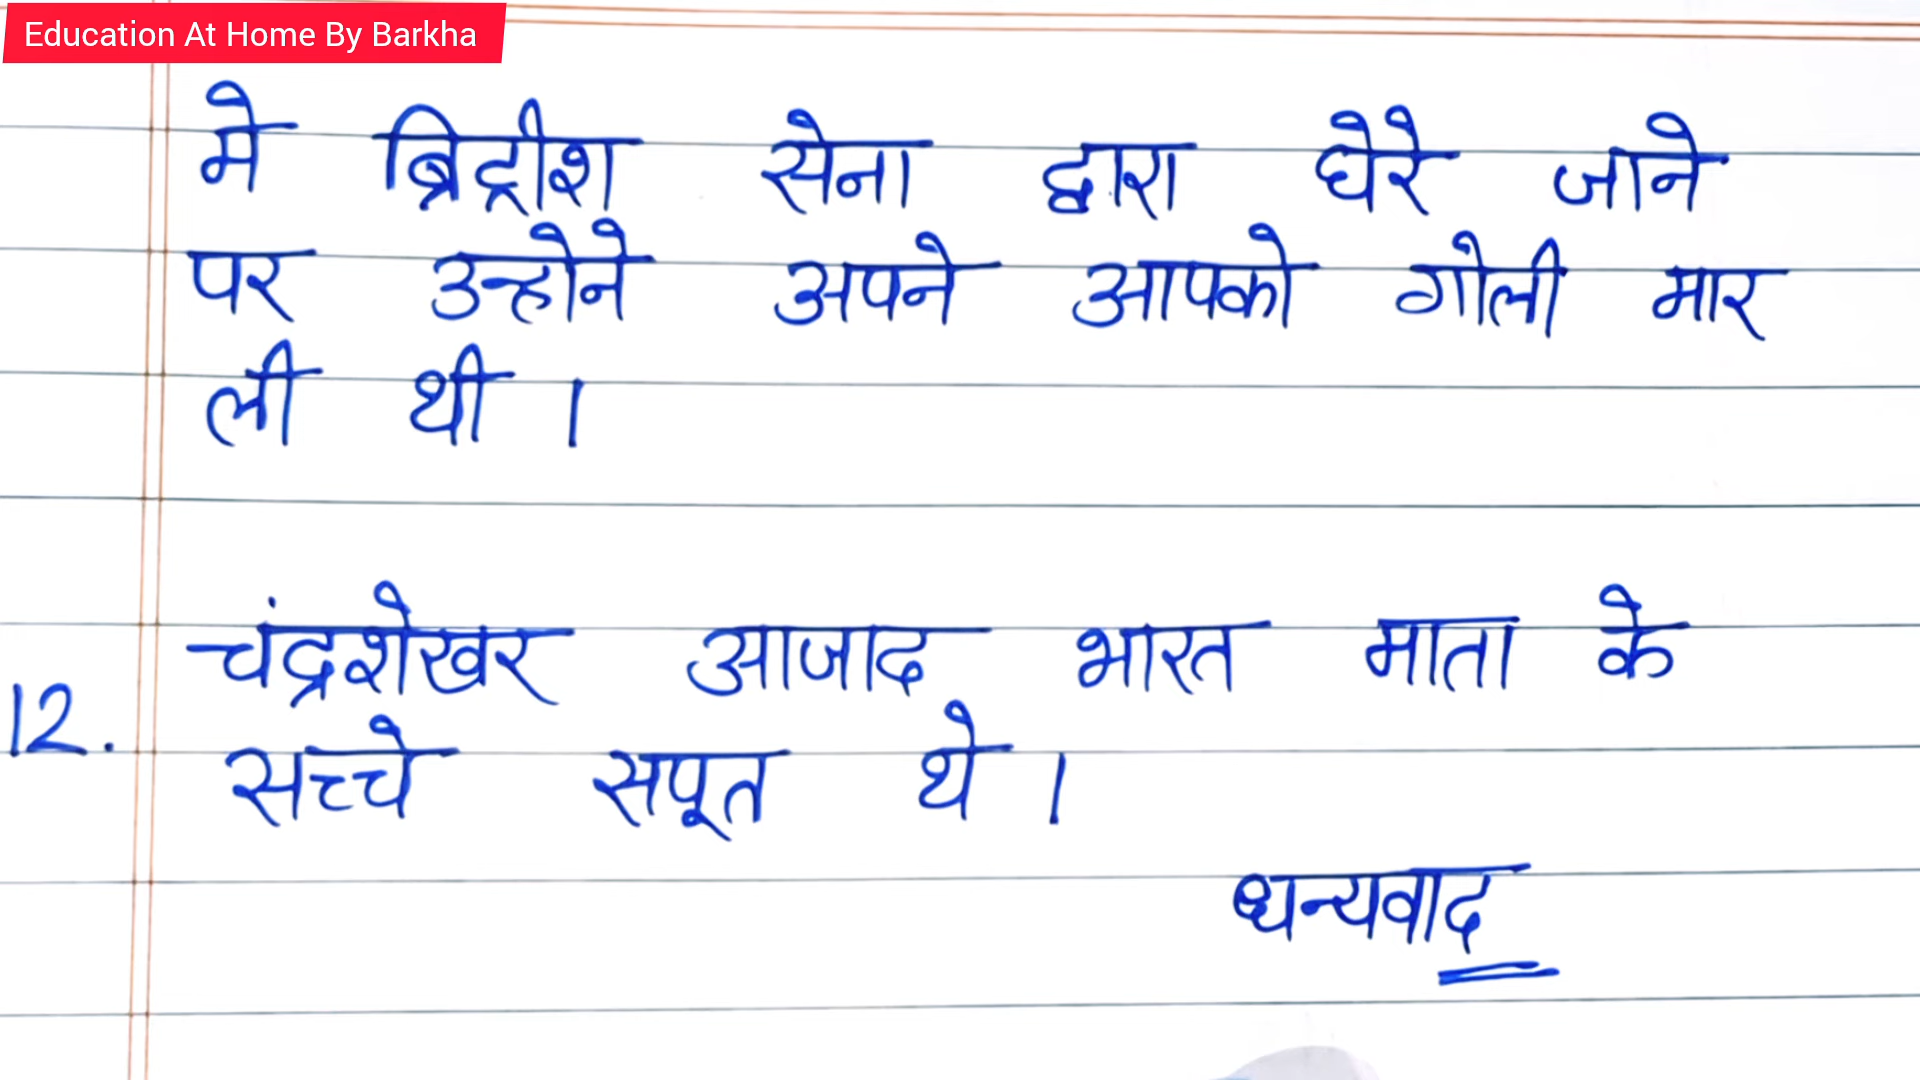 Education At Home By Barkha
मे ब्रिट्रीश सेना द्वारा घेरे जाने
पर उन्होने अपने आपको गोली मार
ली थी ।
चंद्रशेखर आजाद भारत माता के
12.
सच्चे सपूत थे ।
धन्यवाद